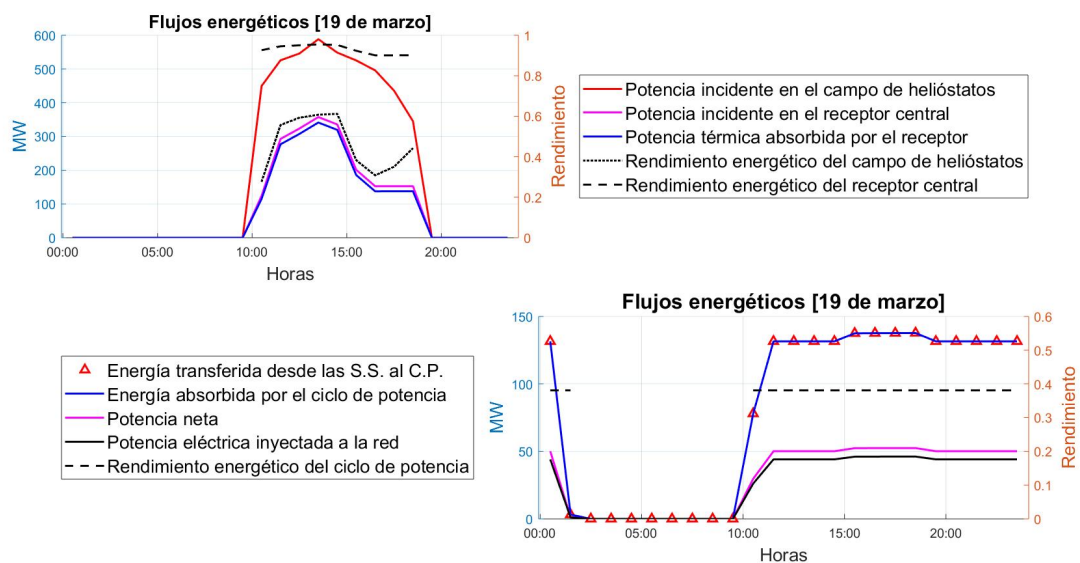 Flujos energéticos [19 de marzo]
600
500
400
300
200
100
0
MW
1
0.8
0.6
0.4
0.2
0
Rendimiento
00:00 05:00 10:00 15:00 20:00
Horas
Potencia incidente en el campo de helióstatos
Potencia incidente en el receptor central
Potencia térmica absorbida por el receptor
Rendimiento energético del campo de helióstatos
Rendimiento energético del receptor central
Energía transferida desde las S.S. al C.P.
Energía absorbida por el ciclo de potencia
Potencia neta
Potencia eléctrica inyectada a la red
Rendimiento energético del ciclo de potencia
Flujos energéticos [19 de marzo]
150
100
50
0
MW
0.6
0.5
0.4
0.3
0.2
0.1
0
Rendimiento
00:00 05:00 10:00 15:00 20:00
Horas